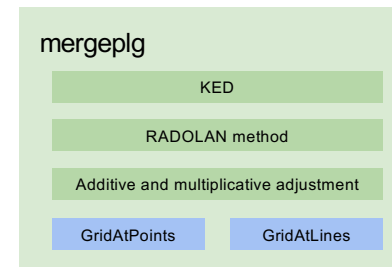 mergeplg
KED
RADOLAN method
Additive and multiplicative adjustment
GridAtPoints
GridAtLines